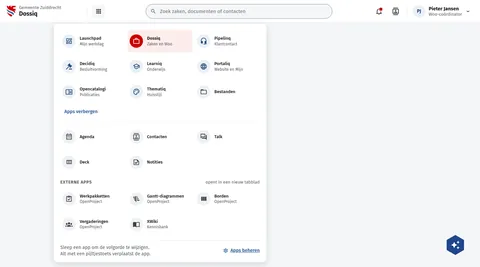 Gemeente Zuiddrecht
Dossiq
Zoek zaken, documenten of contacten
PJ
Pieter Jansen
Woo-coördinator
Launchpad
Mijn werkdag
Dossiq
Zaken en Woo
Pipelinq
Klantcontact
Decidiq
Besluitvorming
Learniq
Onderwijs
Portaliq
Website en Mijn
Opencatalogi
Publicaties
Thematiq
Huisstijl
Bestanden
Apps verbergen
Agenda
Contacten
Talk
Deck
Notities
EXTERNE APPS
opent in een nieuw tabblad
Werkpakketten
OpenProject
Gantt-diagrammen
OpenProject
Borden
OpenProject
Vergaderingen
OpenProject
XWiki
Kennisbank
Sleep een app om de volgorde te wijzigen.
Alt met een pijltjestoets verplaatst de app.
Apps beheren